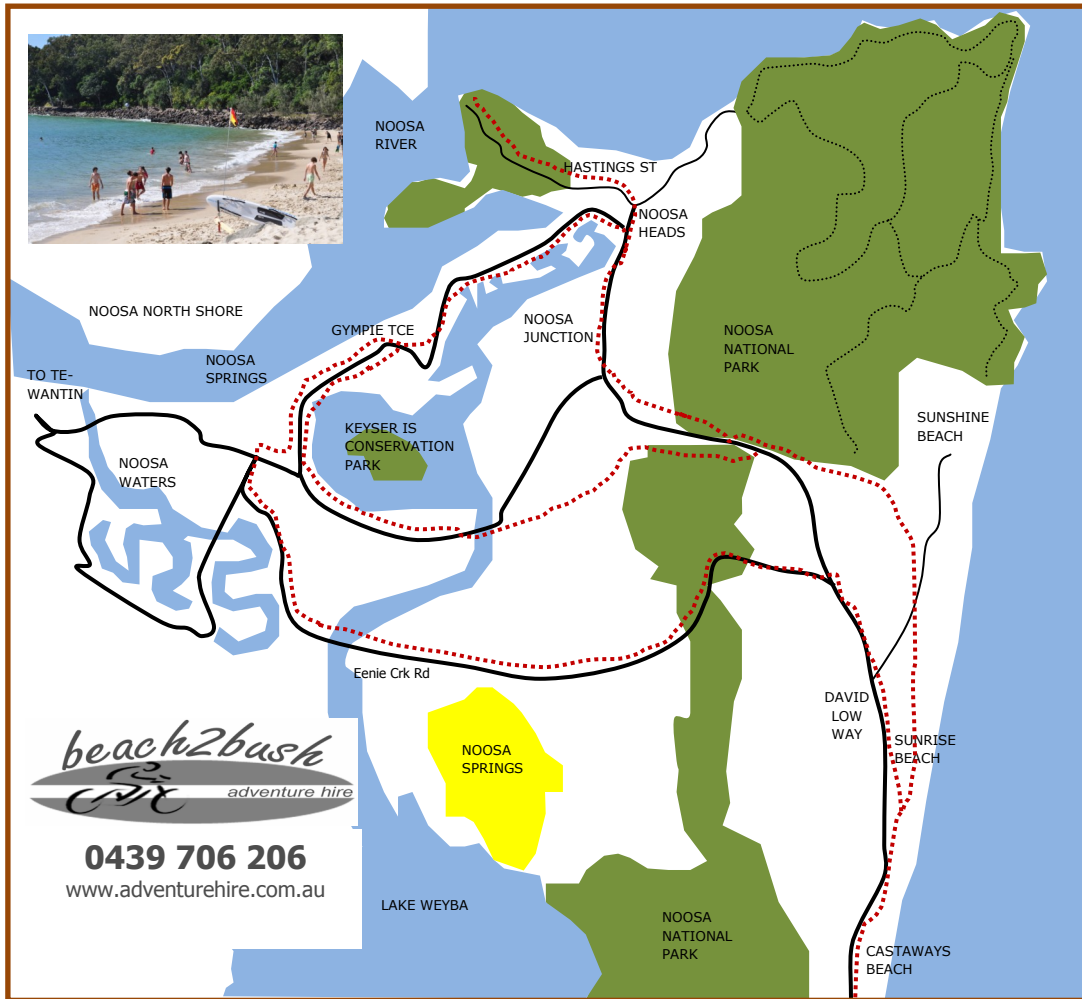 NOOSA
RIVER
HASTINGS ST
NOOSA
HEADS
NOOSA NORTH SHORE
GYMPIE TCE
NOOSA
JUNCTION
NOOSA
SPRINGS
NOOSA
NATIONAL
PARK
TO TE-
WANTIN
SUNSHINE
BEACH
KEYSER IS
CONSERVATION
PARK
NOOSA
WATERS
Eenie Crk Rd
DAVID
LOW
WAY
SUNRISE
BEACH
NOOSA
SPRINGS
beach2bush
adventure hire
0439 706 206
www.adventurehire.com.au
LAKE WEYBA
NOOSA
NATIONAL
PARK
CASTAWAYS
BEACH